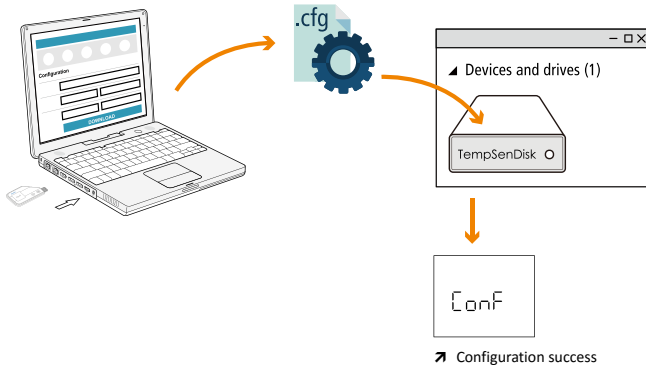 .cfg
Configuration
DOWNLOAD
Devices and drives (1)
TempSenDisk
ConF
Configuration success